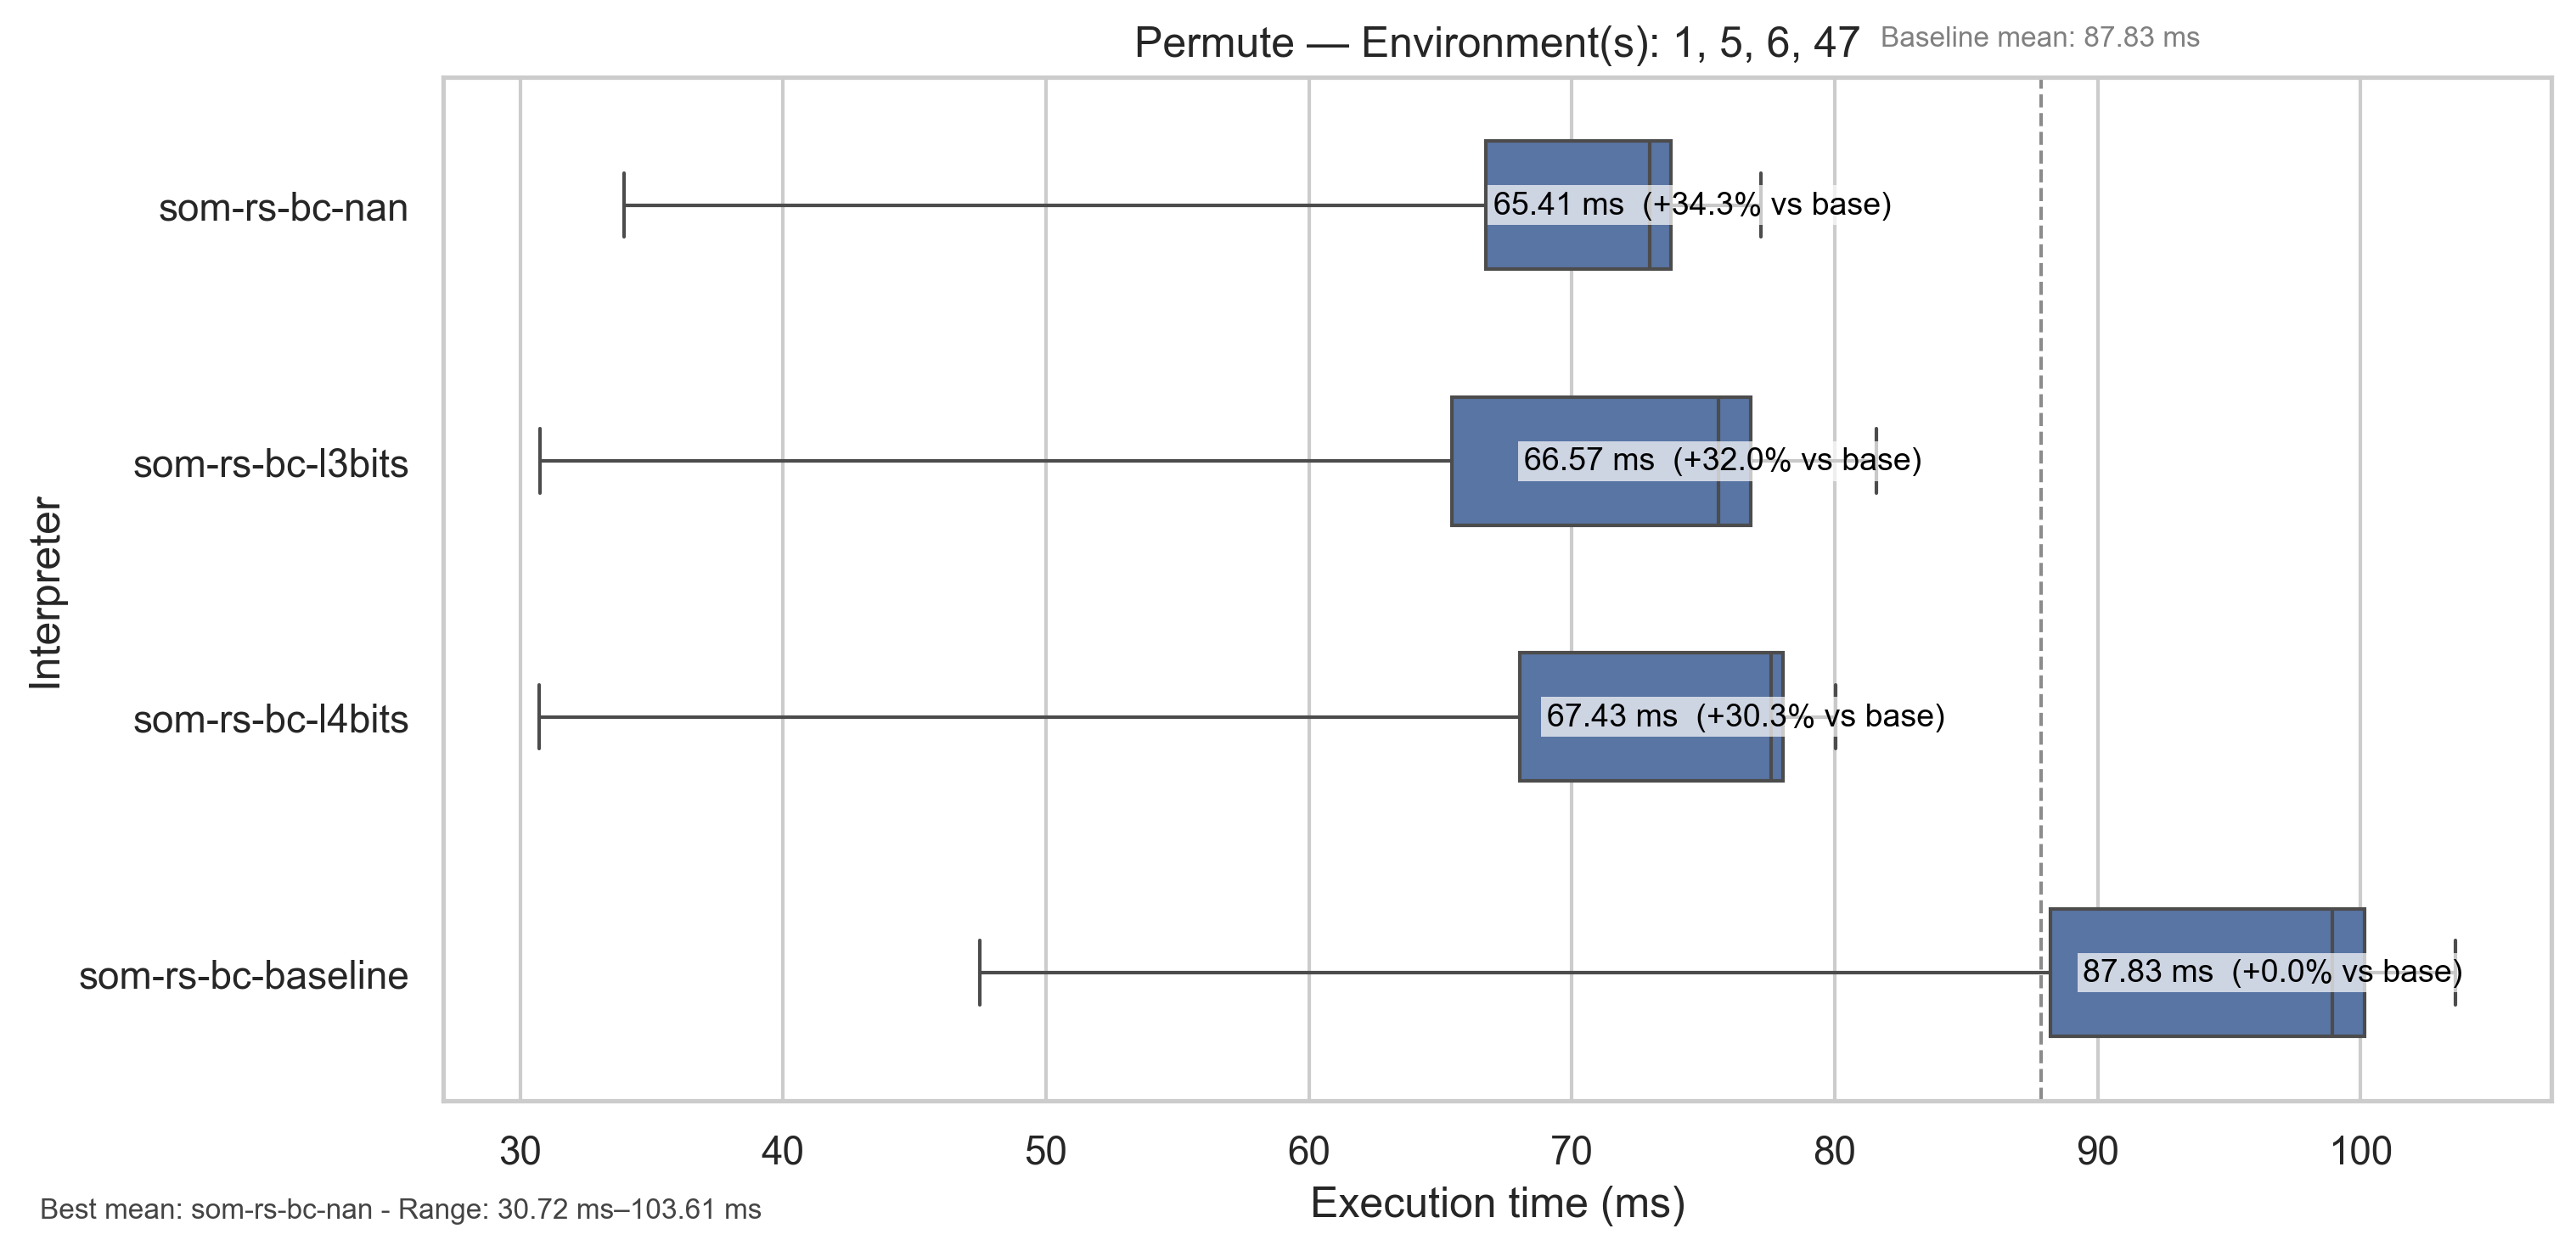 Permute — Environment(s): 1, 5, 6, 47
Baseline mean: 87.83 ms
Interpreter
som-rs-bc-nan
65.41 ms (+34.3% vs base)
som-rs-bc-l3bits
66.57 ms (+32.0% vs base)
som-rs-bc-l4bits
67.43 ms (+30.3% vs base)
som-rs-bc-baseline
87.83 ms (+0.0% vs base)
30 40 50 60 70 80 90 100
Execution time (ms)
Best mean: som-rs-bc-nan - Range: 30.72 ms–103.61 ms